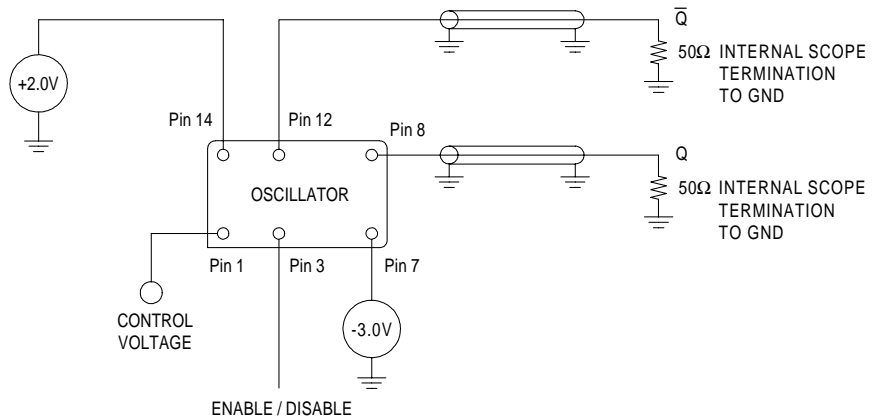 Q̅
50Ω INTERNAL SCOPE
TERMINATION
TO GND
+2.0V
Pin 14
Pin 12
Pin 8
Q
50Ω INTERNAL SCOPE
TERMINATION
TO GND
OSCILLATOR
Pin 1
Pin 3
Pin 7
CONTROL
VOLTAGE
-3.0V
ENABLE / DISABLE